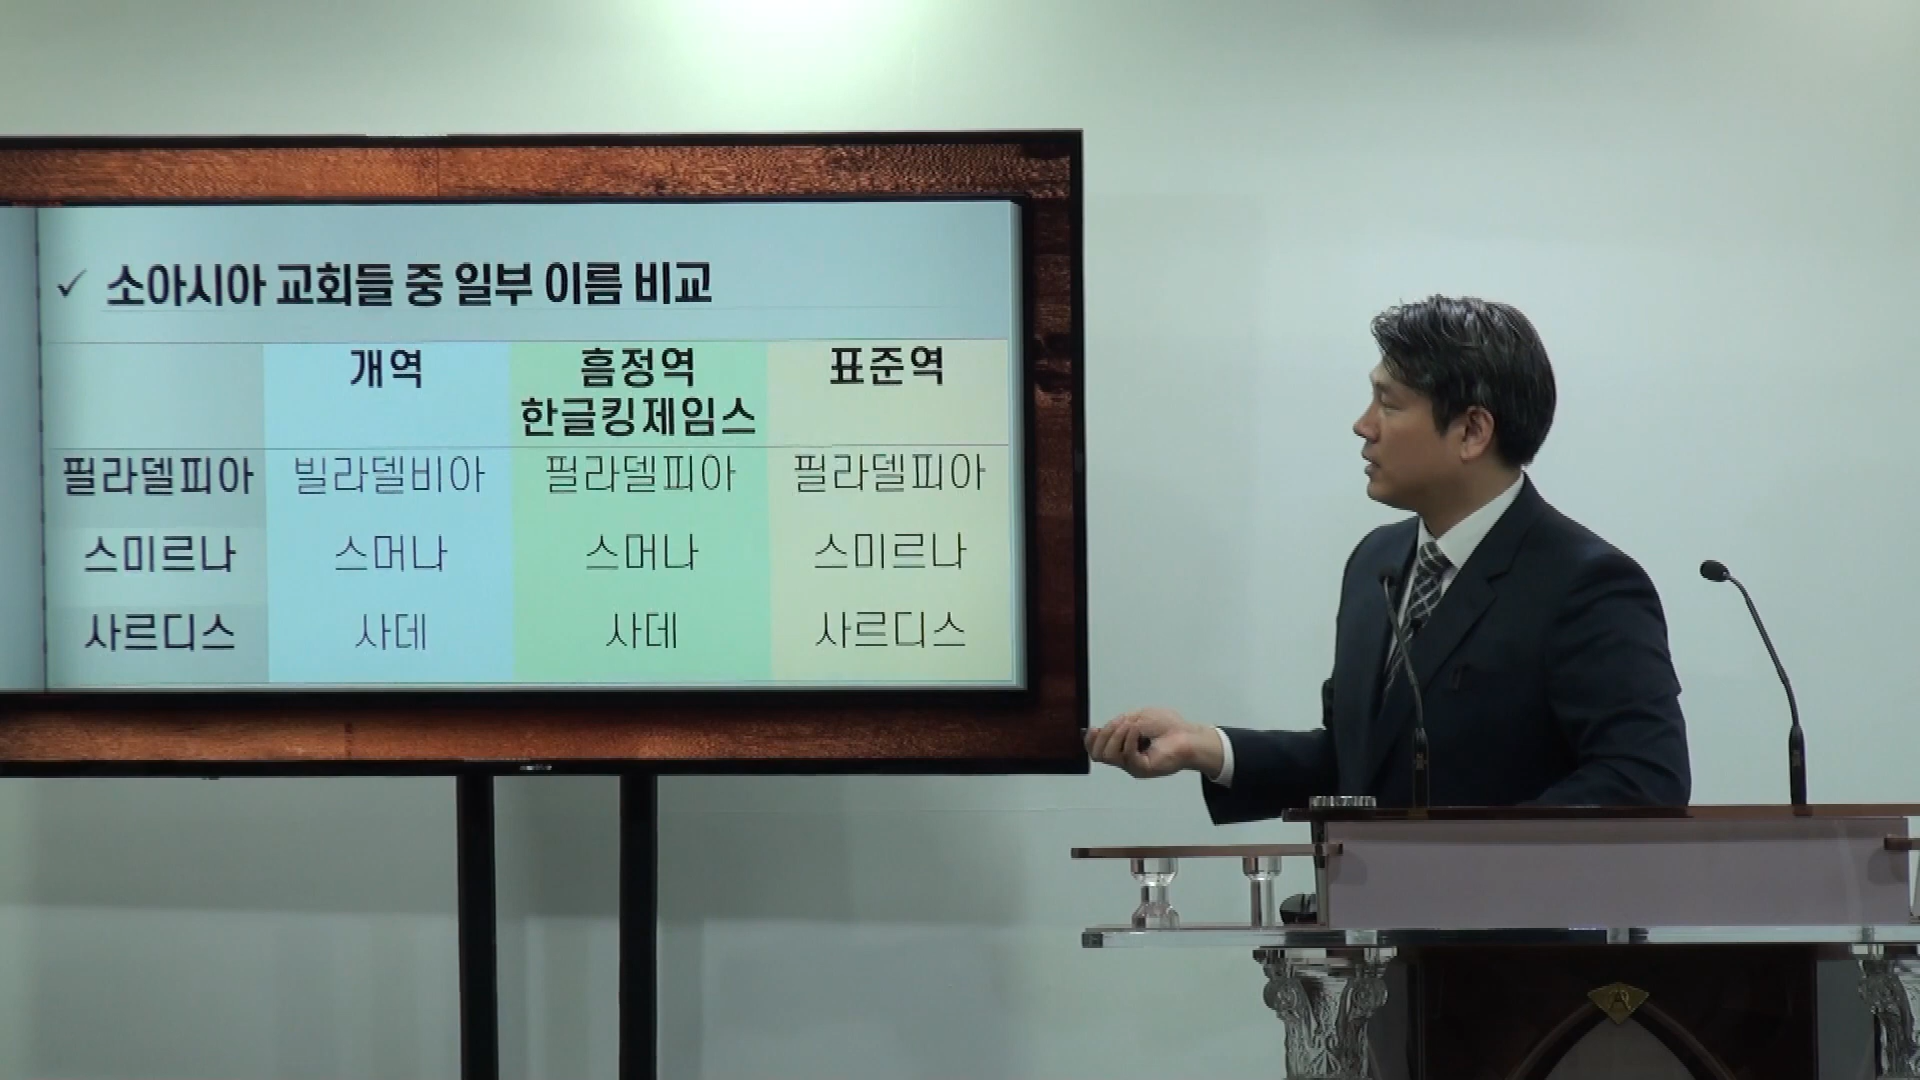 ✓ 소아시아 교회들 중 일부 이름 비교
개역 흠정역 표준역
한글킹제임스
필라델피아 빌라델비아 필라델피아 필라델피아
스미르나 스머나 스머나 스미르나
사르디스 사데 사데 사르디스